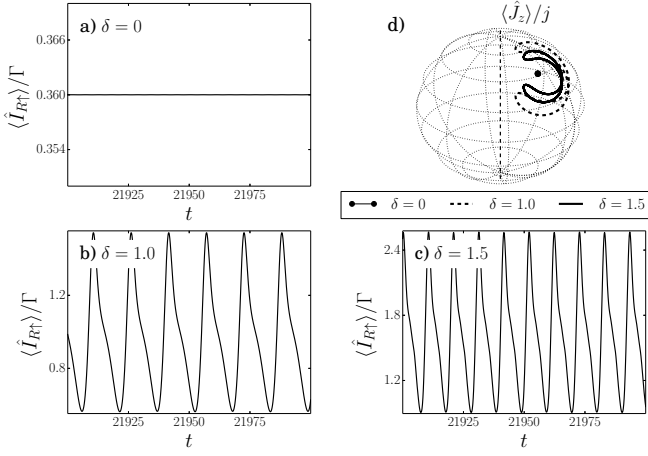 a) δ = 0
⟨Î_{R↑}⟩/Γ
0.366
0.360
0.354
21925 21950 21975
t
d)
⟨Ĵ_z⟩/j
δ = 0 δ = 1.0 δ = 1.5
b) δ = 1.0
⟨Î_{R↑}⟩/Γ
1.2
0.8
21925 21950 21975
t
c) δ = 1.5
⟨Î_{R↑}⟩/Γ
2.4
1.8
1.2
21925 21950 21975
t